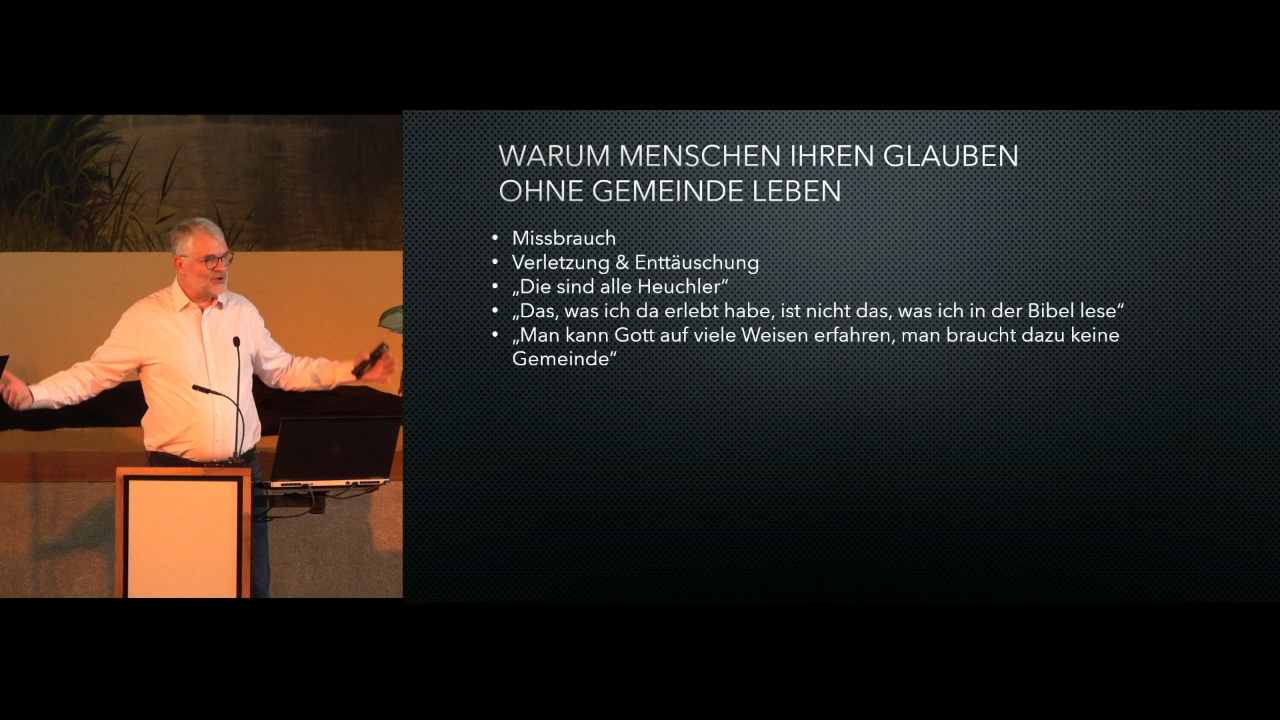 WARUM MENSCHEN IHREN GLAUBEN
OHNE GEMEINDE LEBEN
• Missbrauch
• Verletzung & Enttäuschung
• „Die sind alle Heuchler“
• „Das, was ich da erlebt habe, ist nicht das, was ich in der Bibel lese“
• „Man kann Gott auf viele Weisen erfahren, man braucht dazu keine
Gemeinde“